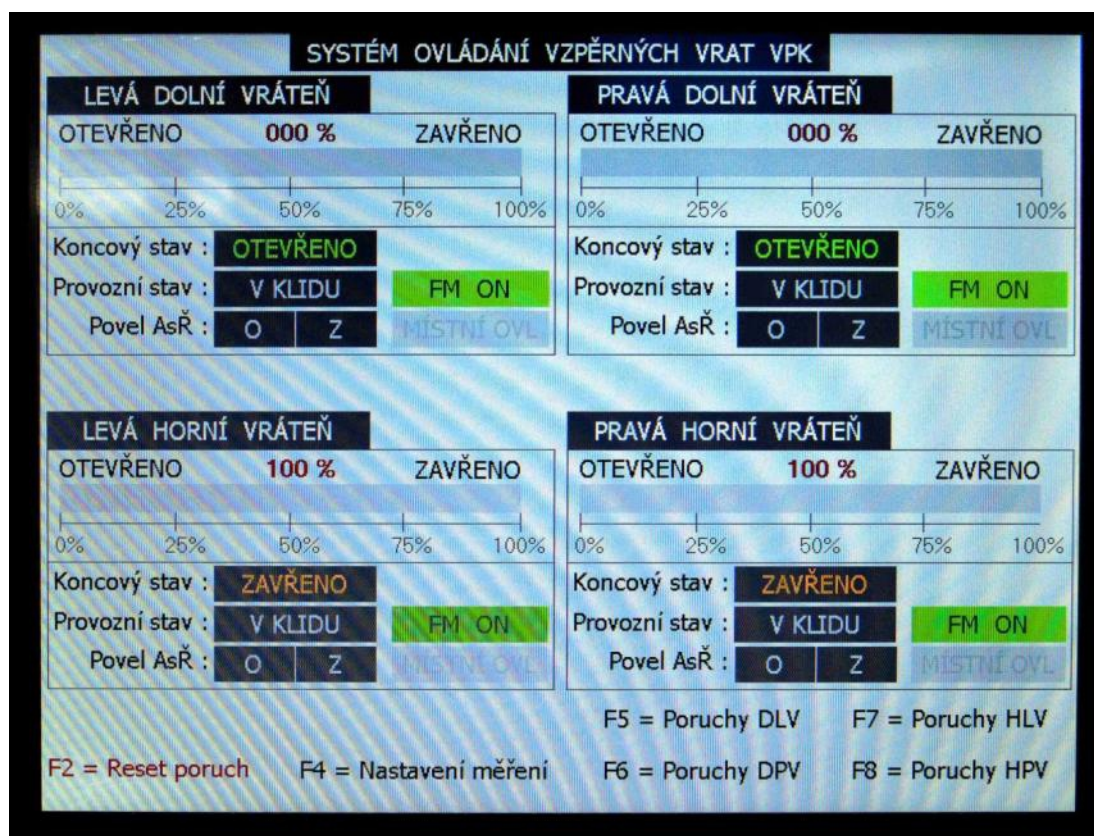 SYSTÉM OVLÁDÁNÍ VZPĚRNÝCH VRAT VPK
LEVÁ DOLNÍ VRÁTEŇ
OTEVŘENO 000 % ZAVŘENO
0% 25% 50% 75% 100%
Koncový stav : OTEVŘENO
Provozní stav : V KLIDU FM ON
Povel AsŘ : O Z MÍSTNÍ OVL
PRAVÁ DOLNÍ VRÁTEŇ
OTEVŘENO 000 % ZAVŘENO
0% 25% 50% 75% 100%
Koncový stav : OTEVŘENO
Provozní stav : V KLIDU FM ON
Povel AsŘ : O Z MÍSTNÍ OVL
LEVÁ HORNÍ VRÁTEŇ
OTEVŘENO 100 % ZAVŘENO
0% 25% 50% 75% 100%
Koncový stav : ZAVŘENO
Provozní stav : V KLIDU FM ON
Povel AsŘ : O Z MÍSTNÍ OVL
PRAVÁ HORNÍ VRÁTEŇ
OTEVŘENO 100 % ZAVŘENO
0% 25% 50% 75% 100%
Koncový stav : ZAVŘENO
Provozní stav : V KLIDU FM ON
Povel AsŘ : O Z MÍSTNÍ OVL
F5 = Poruchy DLV F7 = Poruchy HLV
F2 = Reset poruch F4 = Nastavení měření F6 = Poruchy DPV F8 = Poruchy HPV